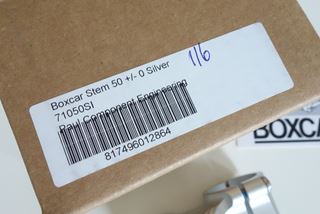 Boxcar Stem 50 +/- 0 Silver
116
71050SI
Paul Component Engineering
817496012864
BOXCAR